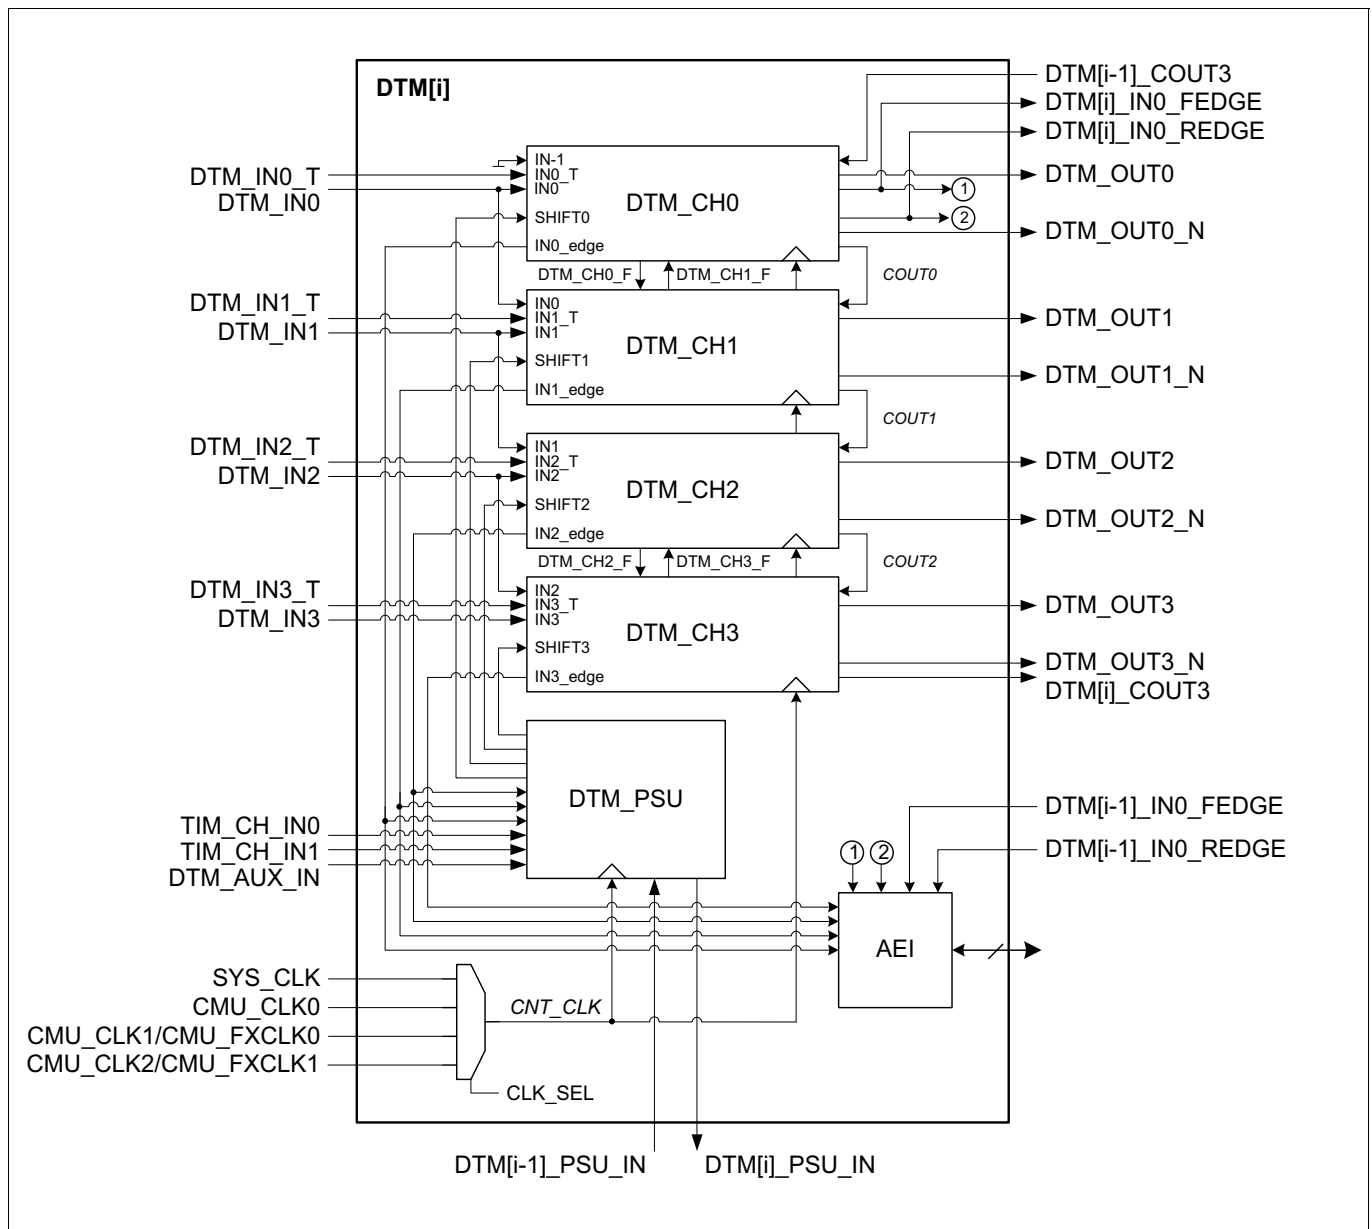 DTM[i]
DTM[i-1]_COUT3
DTM[i]_IN0_FEDGE
DTM[i]_IN0_REDGE
DTM_IN0_T
DTM_IN0
IN-1
IN0_T
IN0
SHIFT0
IN0_edge
DTM_CH0
1
2
DTM_OUT0
DTM_OUT0_N
DTM_CH0_F
DTM_CH1_F
COUT0
DTM_IN1_T
DTM_IN1
IN0
IN1_T
IN1
SHIFT1
IN1_edge
DTM_CH1
DTM_OUT1
DTM_OUT1_N
COUT1
DTM_IN2_T
DTM_IN2
IN1
IN2_T
IN2
SHIFT2
IN2_edge
DTM_CH2
DTM_OUT2
DTM_OUT2_N
DTM_CH2_F
DTM_CH3_F
COUT2
DTM_IN3_T
DTM_IN3
IN2
IN3_T
IN3
SHIFT3
IN3_edge
DTM_CH3
DTM_OUT3
DTM_OUT3_N
DTM[i]_COUT3
DTM_PSU
TIM_CH_IN0
TIM_CH_IN1
DTM_AUX_IN
DTM[i-1]_IN0_FEDGE
DTM[i-1]_IN0_REDGE
1
2
AEI
SYS_CLK
CMU_CLK0
CMU_CLK1/CMU_FXCLK0
CMU_CLK2/CMU_FXCLK1
CNT_CLK
CLK_SEL
DTM[i-1]_PSU_IN
DTM[i]_PSU_IN